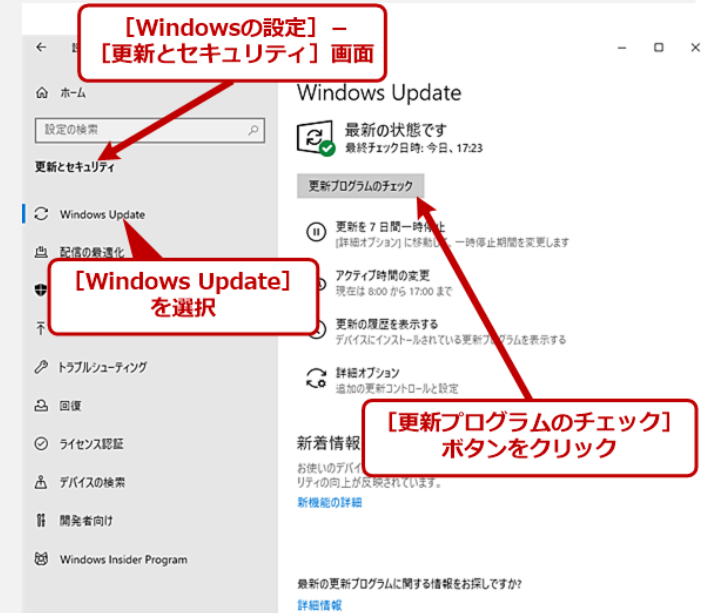 ［Windowsの設定］－
［更新とセキュリティ］画面
ホーム
設定の検索
更新とセキュリティ
Windows Update
配信の最適化
［Windows Update］
を選択
トラブルシューティング
回復
ライセンス認証
デバイスの検索
開発者向け
Windows Insider Program
Windows Update
最新の状態です
最終チェック日時: 今日、17:23
更新プログラムのチェック
更新を 7 日間一時停止
[詳細オプション] に移動して、一時停止期間を変更します
アクティブ時間の変更
現在は 8:00 から 17:00 まで
更新の履歴を表示する
デバイスにインストールされている更新プログラムを表示する
詳細オプション
追加の更新コントロールと設定
［更新プログラムのチェック］
ボタンをクリック
新着情報
お使いのデバイ
リティの向上が反映されています。
新機能の詳細
最新の更新プログラムに関する情報をお探しですか?
詳細情報